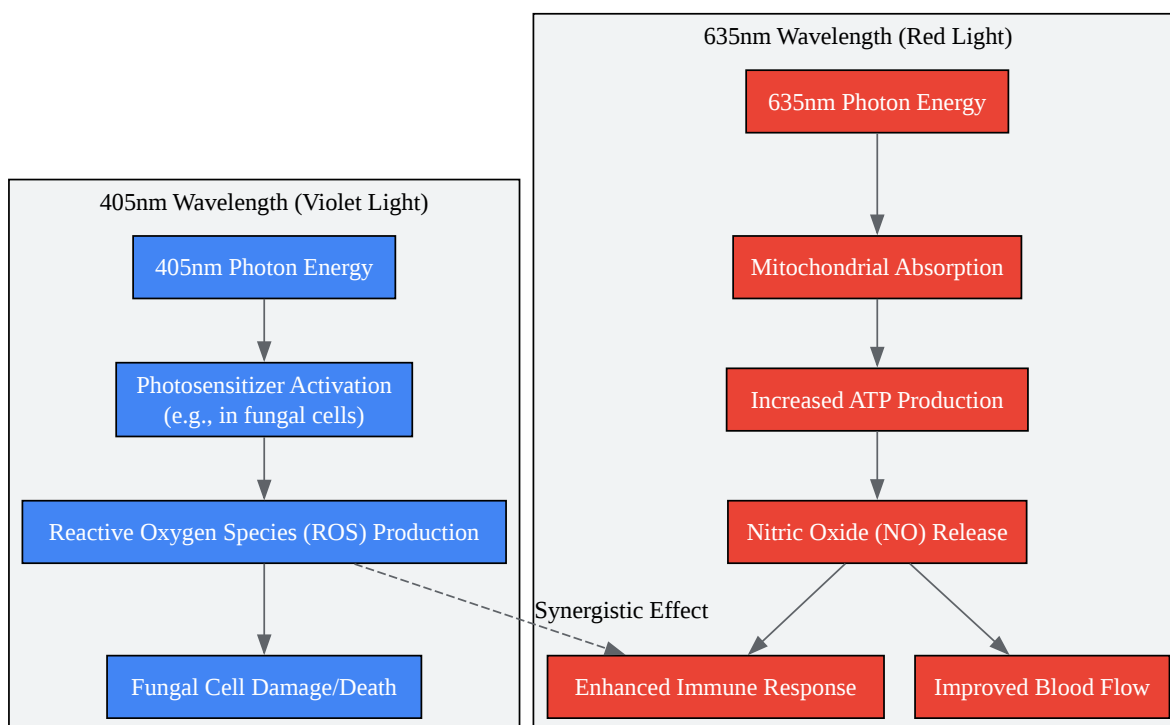 405nm Wavelength (Violet Light)
405nm Photon Energy
Photosensitizer Activation
(e.g., in fungal cells)
Reactive Oxygen Species (ROS) Production
Fungal Cell Damage/Death
Synergistic Effect
635nm Wavelength (Red Light)
635nm Photon Energy
Mitochondrial Absorption
Increased ATP Production
Nitric Oxide (NO) Release
Enhanced Immune Response
Improved Blood Flow